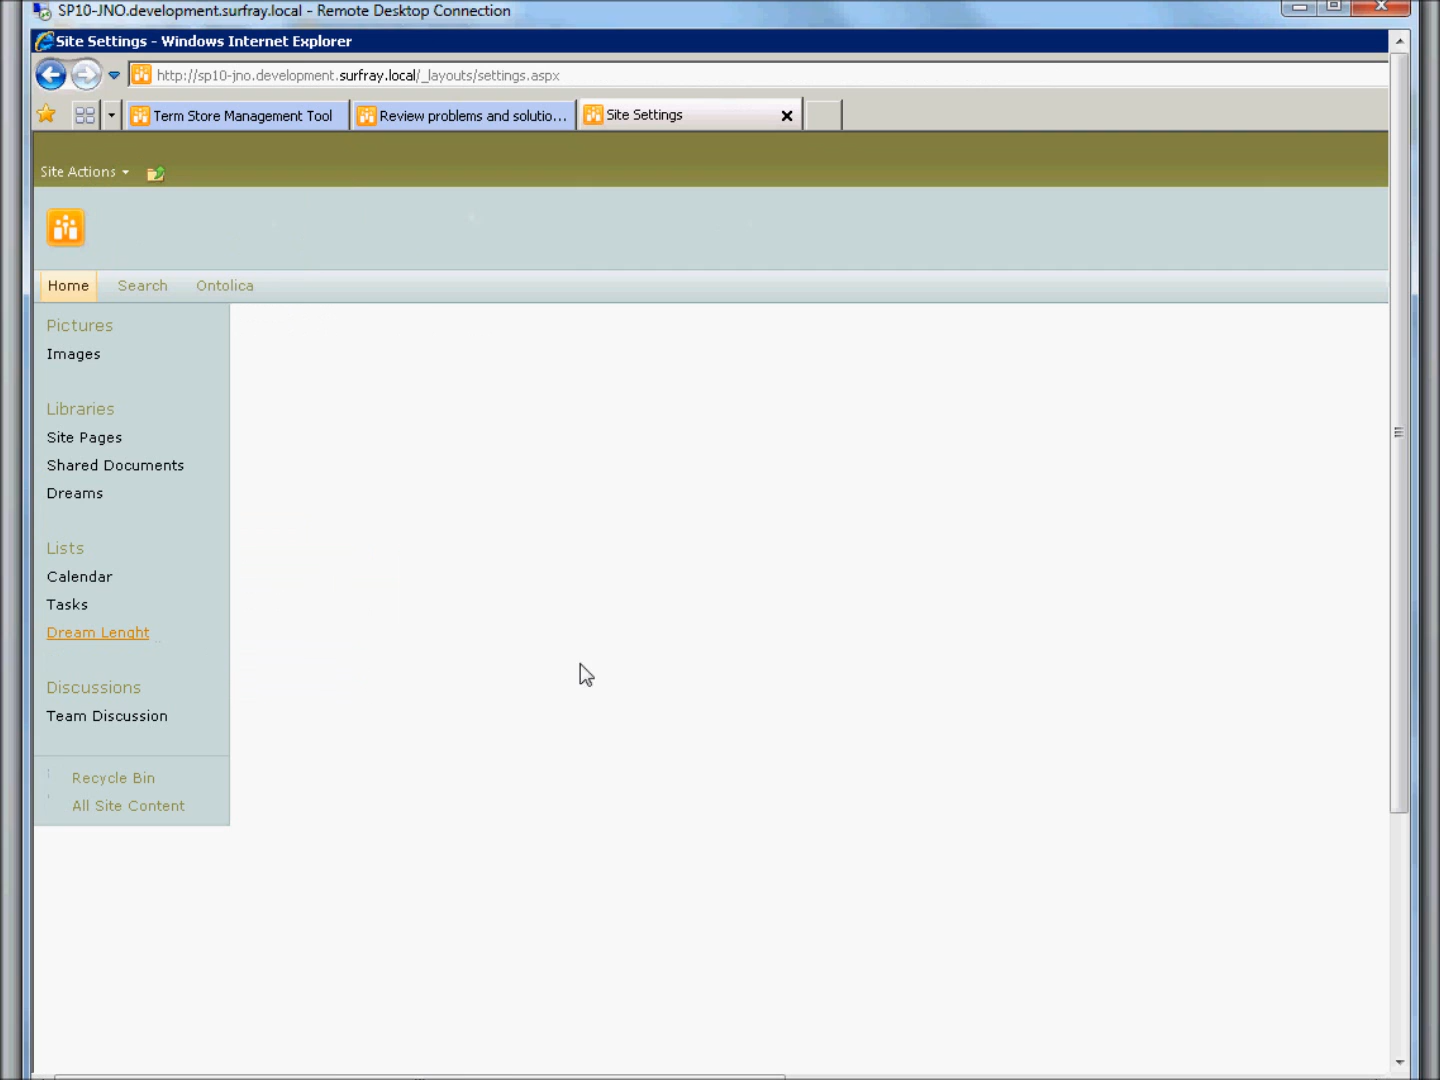 SP10-JNO.development.surfray.local - Remote Desktop Connection
Site Settings - Windows Internet Explorer
http://sp10-jno.development.surfray.local/_layouts/settings.aspx
Term Store Management Tool
Review problems and solutio...
Site Settings
Site Actions
Home
Search
Ontolica
Pictures
Images
Libraries
Site Pages
Shared Documents
Dreams
Lists
Calendar
Tasks
Dream Lenght
Discussions
Team Discussion
Recycle Bin
All Site Content